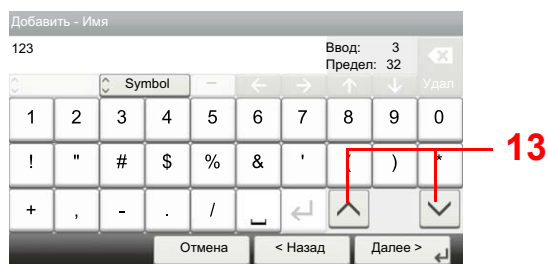 Добавить - Имя
123
Ввод: 3
Предел: 32
Symbol - Удал
1 2 3 4 5 6 7 8 9 0
! " # $ % & ' ( ) *
+ , - . /
13
Отмена < Назад Далее >